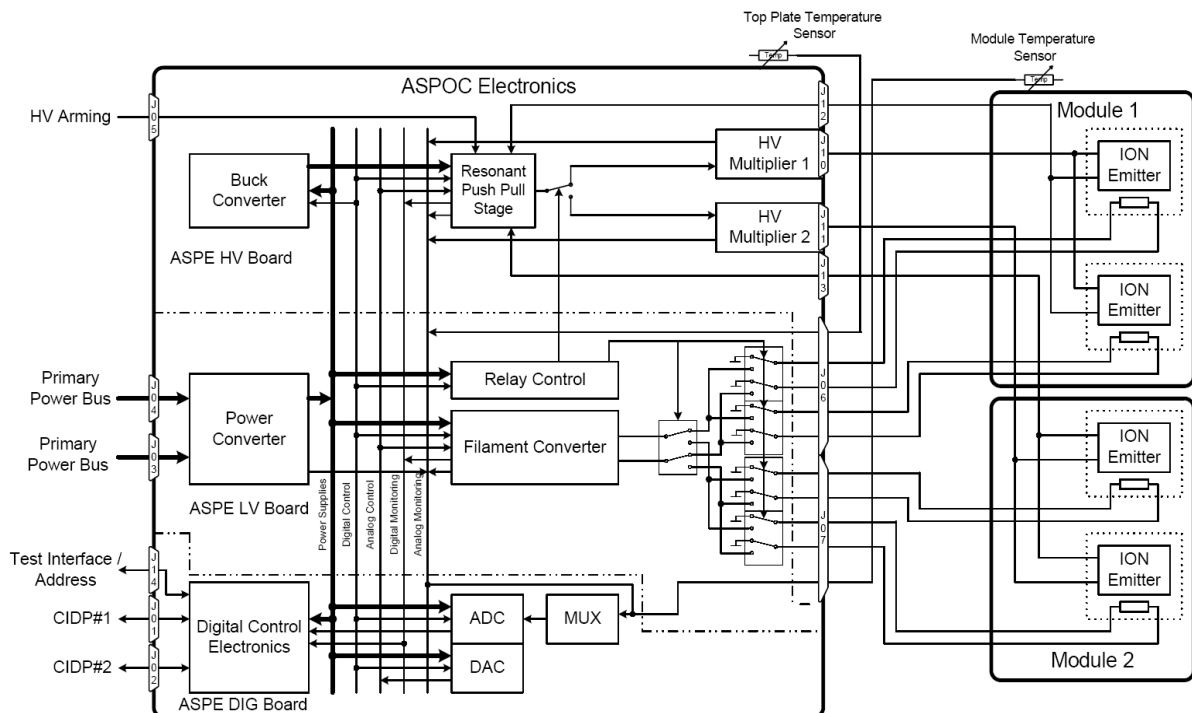 Top Plate Temperature
Sensor
Temp
Module Temperature
Sensor
Temp
ASPOC Electronics
J05
J12
HV Arming
Module 1
Buck
Converter
Resonant
Push Pull
Stage
HV
Multiplier 1
J10
ION
Emitter
HV
Multiplier 2
J11
ASPE HV Board
J13
ION
Emitter
Primary
Power Bus
J04
Power
Converter
Relay Control
J06
Primary
Power Bus
J03
Filament Converter
ION
Emitter
ASPE LV Board
Power Supplies
Digital Control
Analog Control
Digital Monitoring
Analog Monitoring
J07
Test Interface /
Address
J14
ION
Emitter
CIDP#1
J01
Digital Control
Electronics
ADC
MUX
CIDP#2
J02
DAC
Module 2
ASPE DIG Board